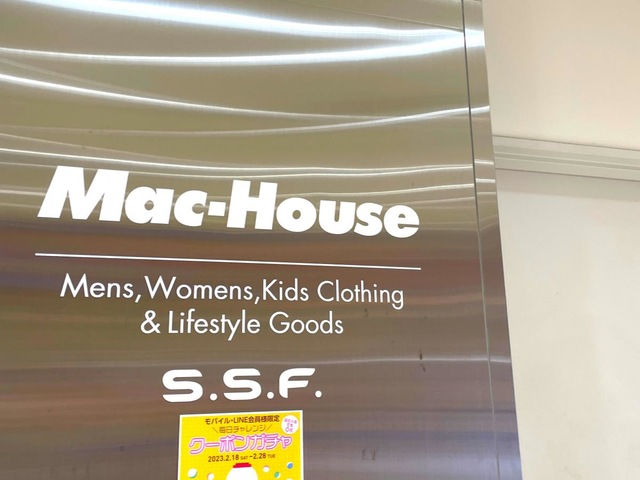 Mac-House
Mens,Womens,Kids Clothing
& Lifestyle Goods
S.S.F.
モバイル・LINE会員様限定
＼毎日チャレンジ／
クーポンガチャ
2023.2.18 SAT -2.28 TUE